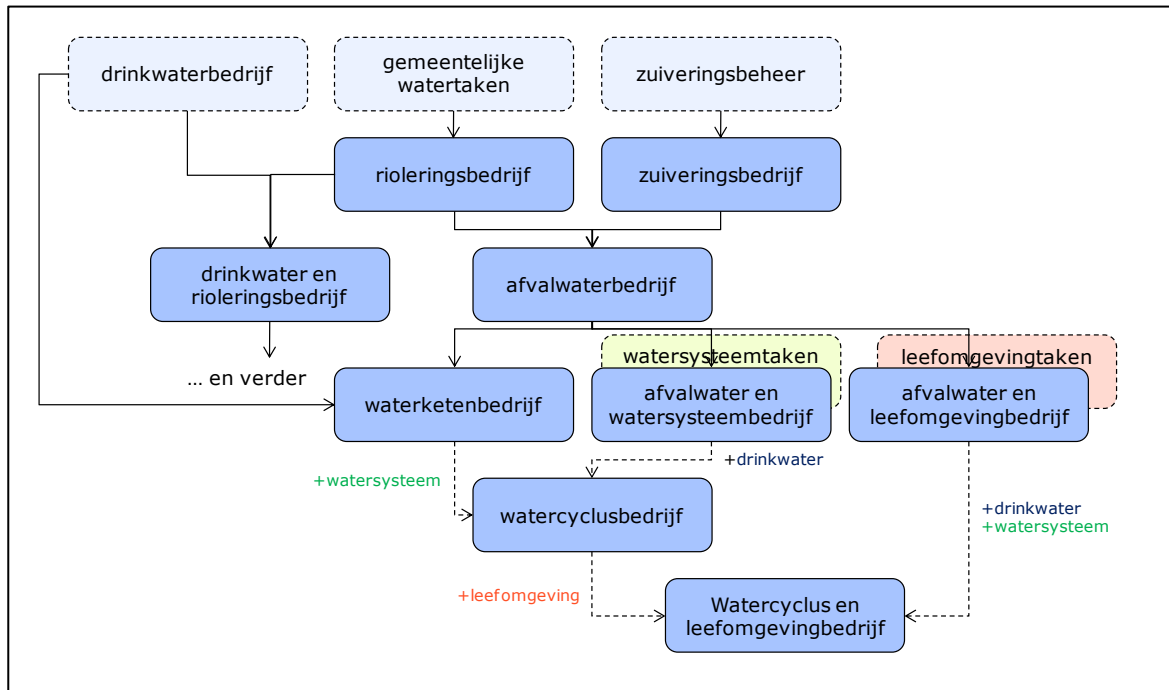 drinkwaterbedrijf
gemeentelijke
watertaken
zuiveringsbeheer
rioleringsbedrijf
zuiveringsbedrijf
drinkwater en
rioleringsbedrijf
afvalwaterbedrijf
... en verder
watersysteemtaken
leefomgevingtaken
waterketenbedrijf
afvalwater en
watersysteembedrijf
afvalwater en
leefomgevingbedrijf
+watersysteem
+drinkwater
watercyclusbedrijf
+drinkwater
+watersysteem
+leefomgeving
Watercyclus en
leefomgevingbedrijf